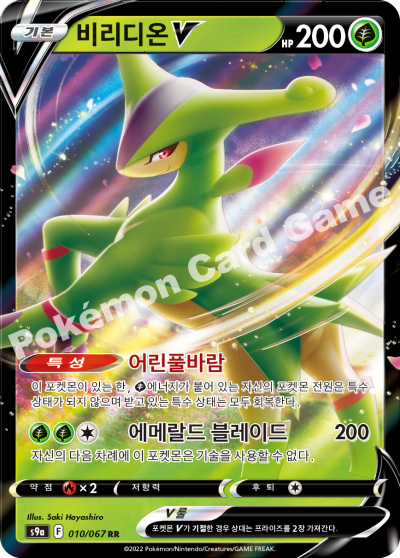 기본 비리디온 V HP 200
Pokémon Card Game
특성 어린풀바람
이 포켓몬이 있는 한, 에너지가 붙어 있는 자신의 포켓몬 전원은 특수
상태가 되지 않으며 받고 있는 특수 상태는 모두 회복한다.
에메랄드 블레이드 200
자신의 다음 차례에 이 포켓몬은 기술을 사용할 수 없다.
약점 ×2 저항력 후퇴
Illus. Saki Hayashiro
V 룰
s9a F 010/067 RR
포켓몬 V가 기절한 경우 상대는 프라이즈를 2장 가져간다.
©2022 Pokémon/Nintendo/Creatures/GAME FREAK.